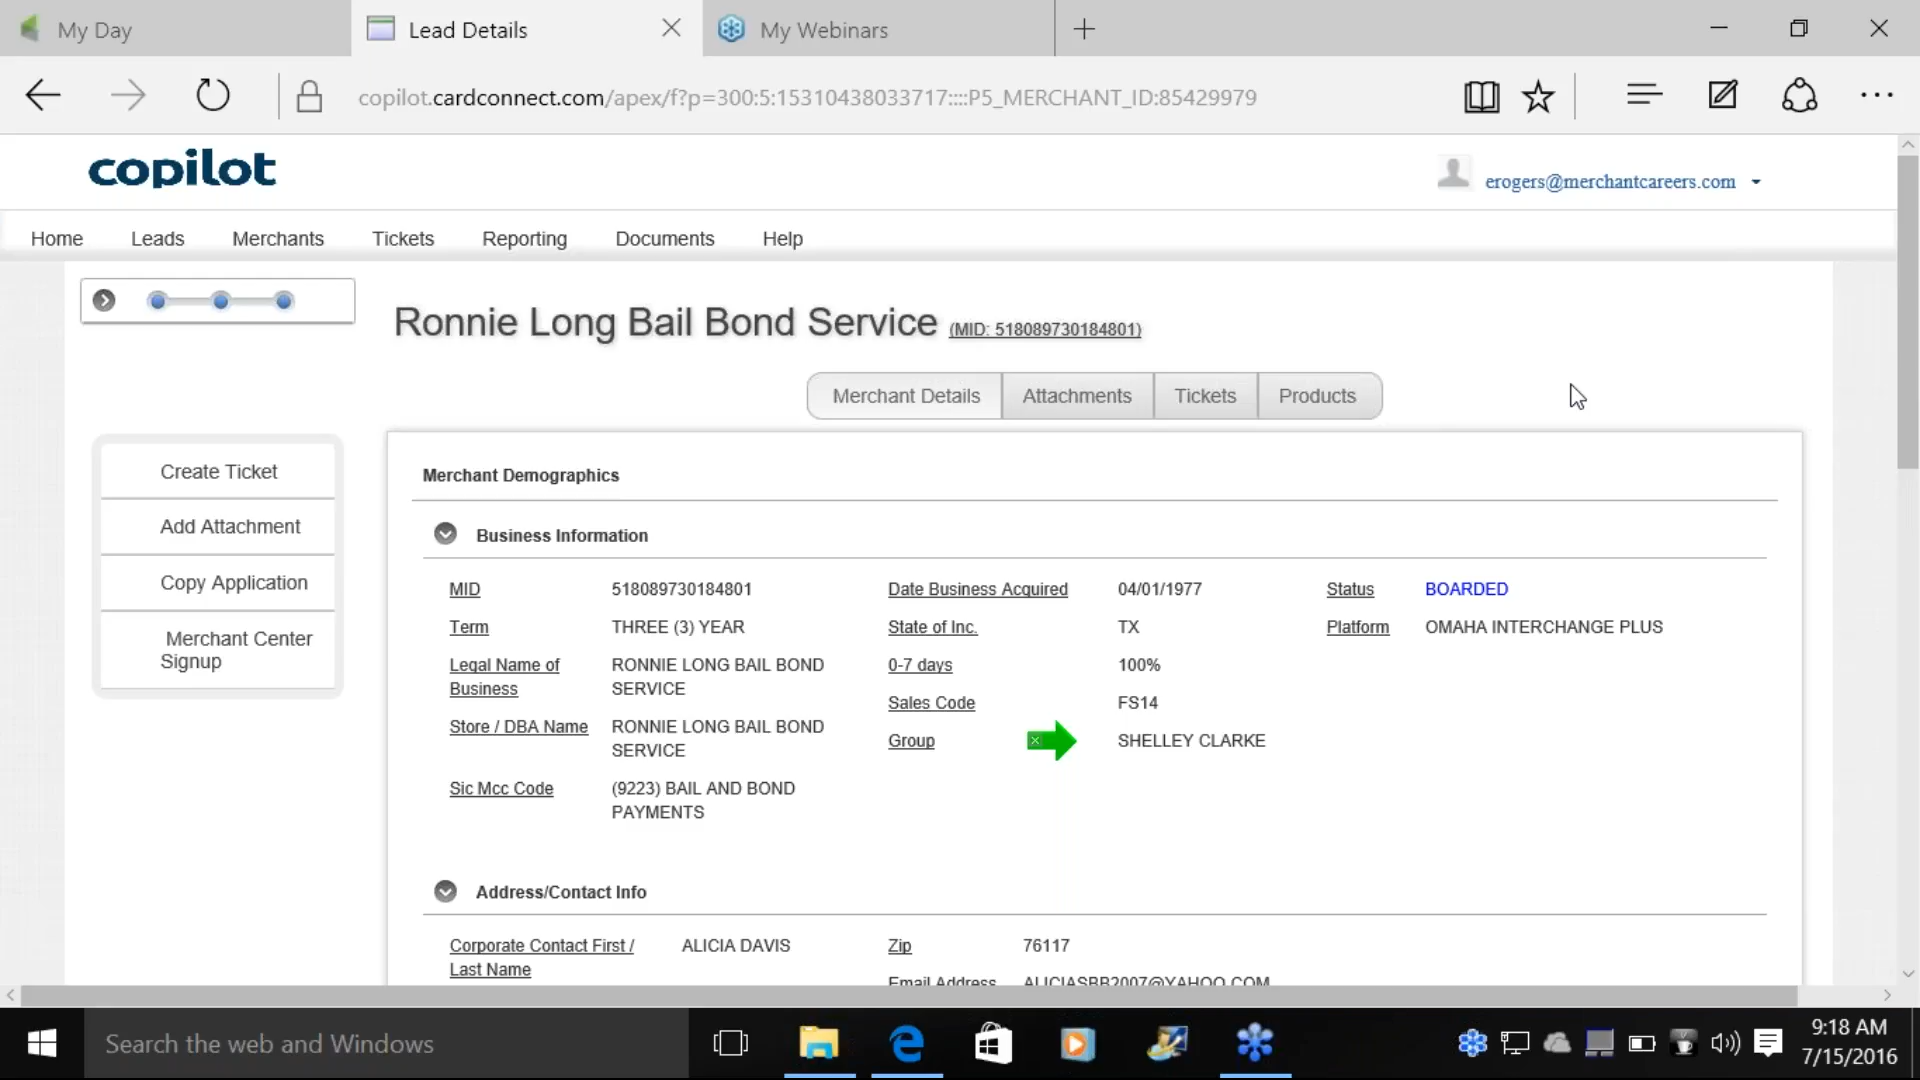 My Day
Lead Details
My Webinars
copilot.cardconnect.com/apex/f?p=300:5:15310438033717::::P5_MERCHANT_ID:85429979
copilot
erogers@merchantcareers.com
Home Leads Merchants Tickets Reporting Documents Help
Ronnie Long Bail Bond Service (MID: 518089730184801)
Merchant Details Attachments Tickets Products
Create Ticket
Add Attachment
Copy Application
Merchant Center
Signup
Merchant Demographics
Business Information
MID 518089730184801
Term THREE (3) YEAR
Legal Name of RONNIE LONG BAIL BOND
Business SERVICE
Store / DBA Name RONNIE LONG BAIL BOND
SERVICE
Sic Mcc Code (9223) BAIL AND BOND
PAYMENTS
Date Business Acquired 04/01/1977
State of Inc. TX
0-7 days 100%
Sales Code FS14
Group SHELLEY CLARKE
Status BOARDED
Platform OMAHA INTERCHANGE PLUS
Address/Contact Info
Corporate Contact First / ALICIA DAVIS
Last Name
Zip 76117
Email Address ALICIASBB2007@YAHOO.COM
Search the web and Windows
9:18 AM
7/15/2016